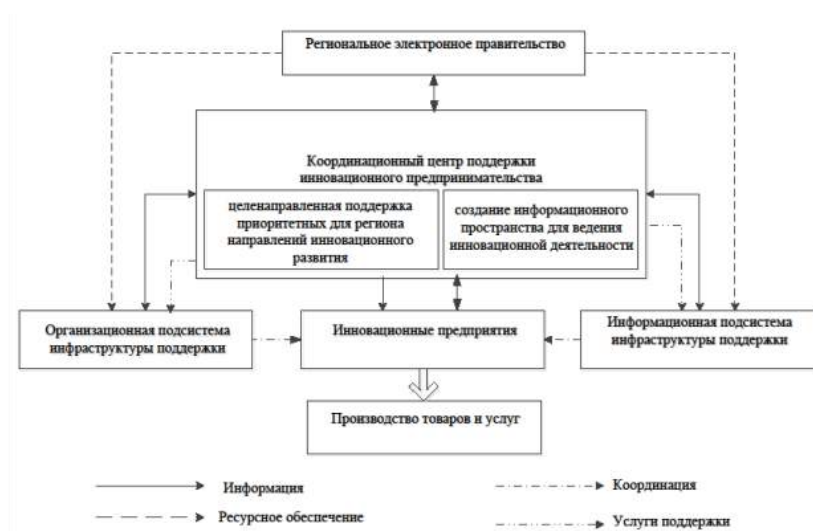 Региональное электронное правительство
Координационный центр поддержки
инновационного предпринимательства
целенаправленная поддержка
приоритетных для региона
направлений инновационного
развития
создание информационного
пространства для ведения
инновационной деятельности
Организационная подсистема
инфраструктуры поддержки
Инновационные предприятия
Информационная подсистема
инфраструктуры поддержки
Производство товаров и услуг
Информация
Координация
Ресурсное обеспечение
Услуги поддержки